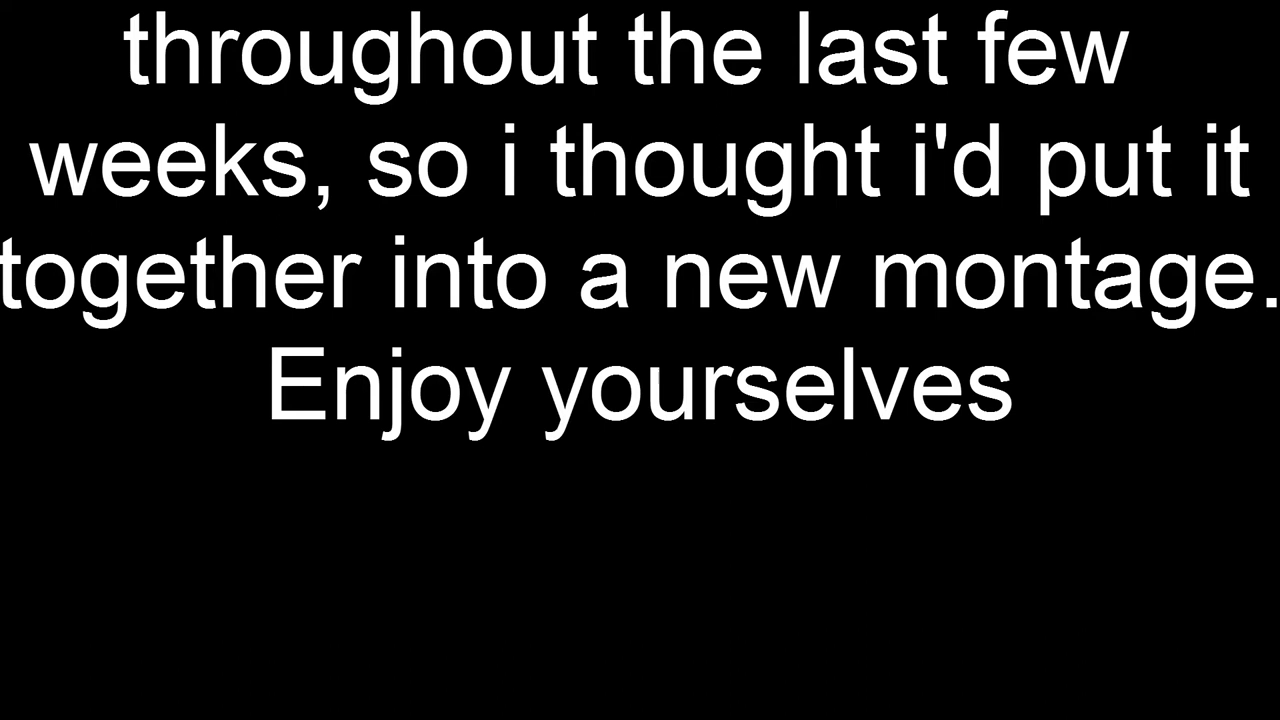 throughout the last few
weeks, so i thought i'd put it
together into a new montage.
Enjoy yourselves